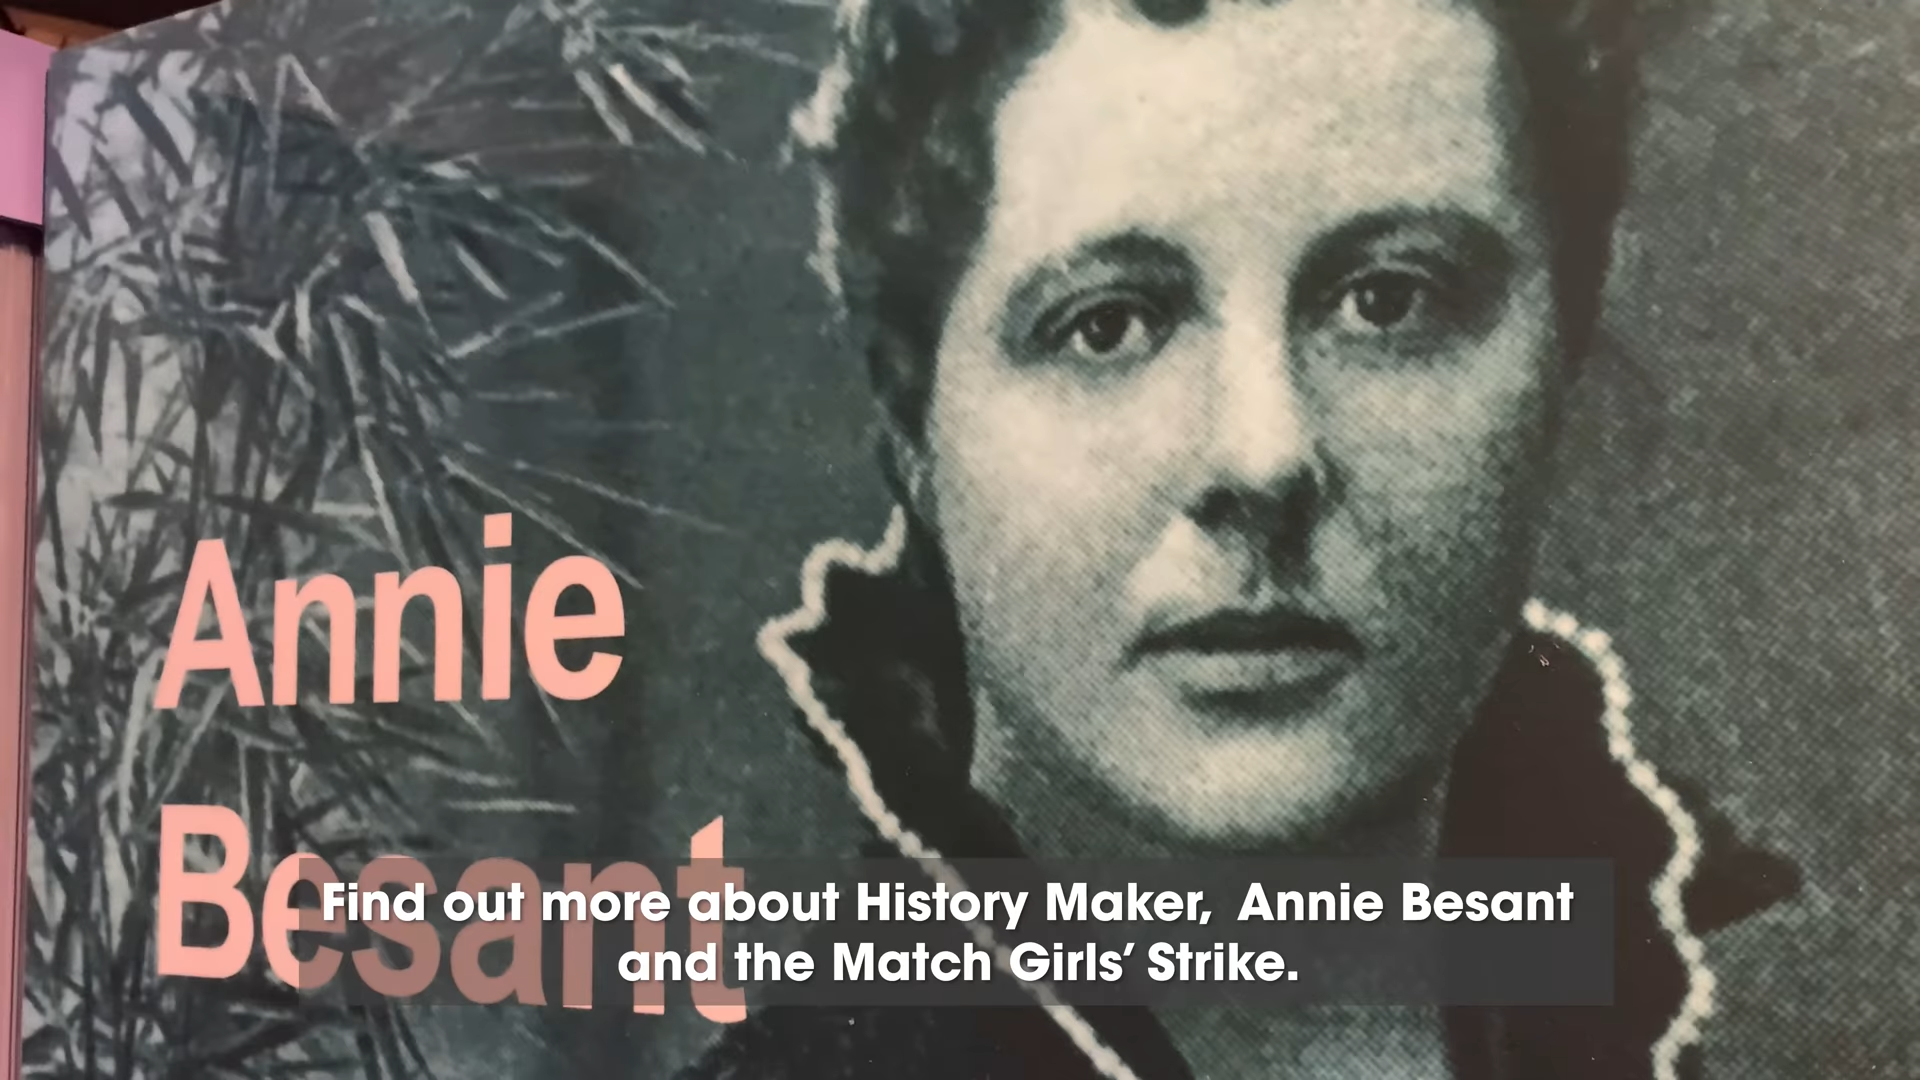 Annie
Besant
Find out more about History Maker, Annie Besant
and the Match Girls’ Strike.